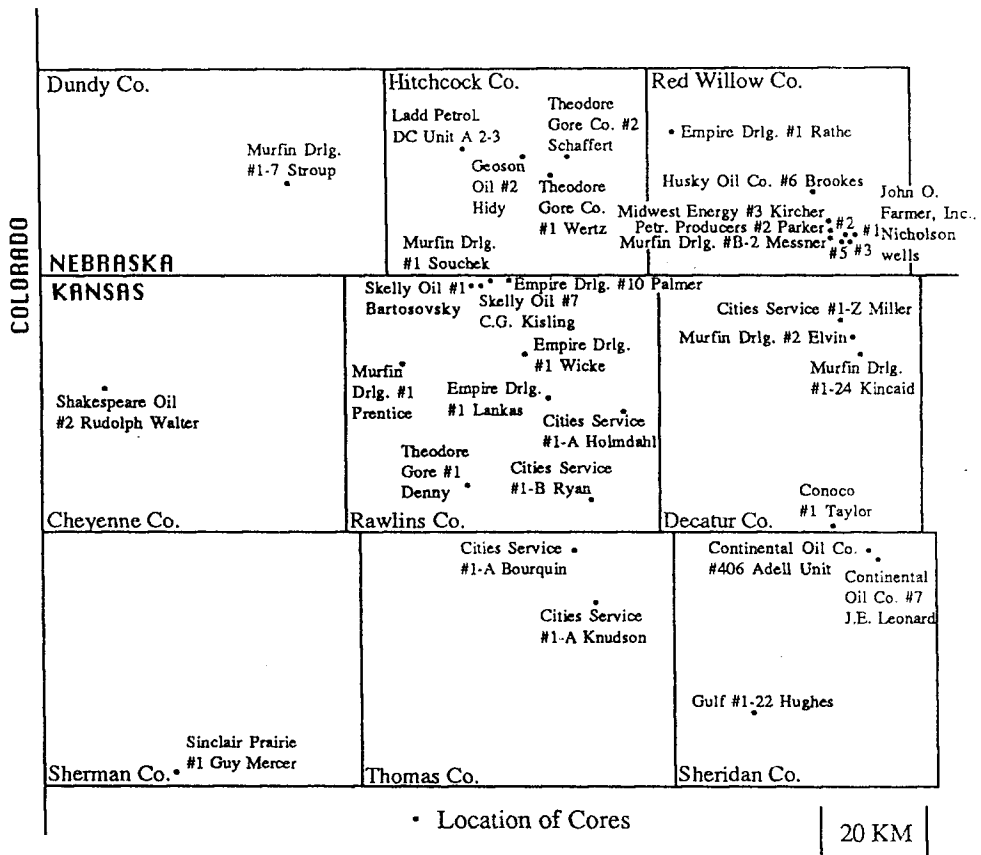 Dundy Co.
Murfin Drlg.
#1-7 Stroup
Hitchcock Co.
Ladd Petrol.
DC Unit A 2-3
Theodore
Gore Co. #2
Schaffert
Geoson
Oil #2
Hidy
Theodore
Gore Co.
#1 Wertz
Murfin Drlg.
#1 Souchek
Red Willow Co.
Empire Drlg. #1 Rathe
Husky Oil Co. #6 Brookes
John O.
Farmer, Inc..
Nicholson
wells
Midwest Energy #3 Kircher
Petr. Producers #2 Parker
Murfin Drlg. #B-2 Messner
#2
#1
#5
#3
COLORADO
NEBRASKA
KANSAS
Shakespeare Oil
#2 Rudolph Walter
Cheyenne Co.
Skelly Oil #1
Bartosovsky
Empire Drlg. #10 Palmer
Skelly Oil #7
C.G. Kisling
Empire Drlg.
#1 Wicke
Murfin
Drlg. #1
Prentice
Empire Drlg.
#1 Lankas
Cities Service
#1-A Holmdahl
Theodore
Gore #1
Denny
Cities Service
#1-B Ryan
Rawlins Co.
Cities Service #1-Z Miller
Murfin Drlg. #2 Elvin
Murfin Drlg.
#1-24 Kincaid
Conoco
#1 Taylor
Decatur Co.
Sinclair Prairie
#1 Guy Mercer
Sherman Co.
Cities Service
#1-A Bourquin
Cities Service
#1-A Knudson
Thomas Co.
Continental Oil Co.
#406 Adell Unit
Continental
Oil Co. #7
J.E. Leonard
Gulf #1-22 Hughes
Sheridan Co.
• Location of Cores
20 KM